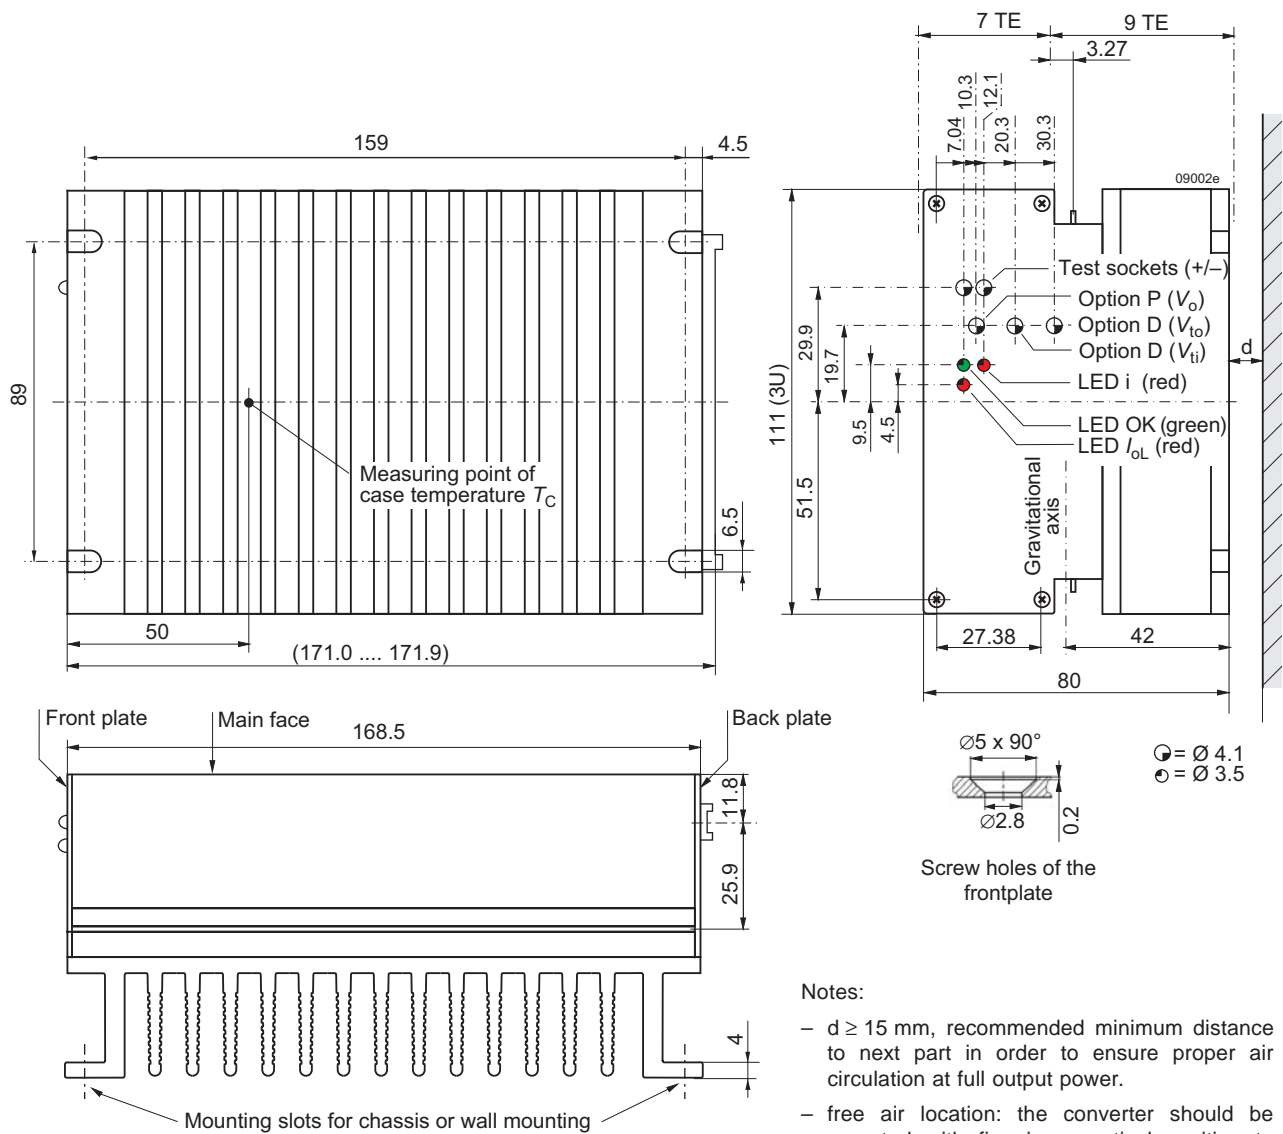 159
4.5
89
Measuring point of
case temperature TC
6.5
50
(171.0 .... 171.9)
7 TE
9 TE
3.27
10.3
12.1
7.04
20.3
30.3
09002e
111 (3U)
29.9
19.7
9.5
4.5
51.5
Test sockets (+/–)
Option P (Vo)
Option D (Vto)
Option D (Vti)
d
LED i (red)
LED OK (green)
LED IoL (red)
Gravitational
axis
27.38
42
80
Front plate
Main face
Back plate
168.5
11.8
25.9
4
Mounting slots for chassis or wall mounting
∅5 x 90°
∅2.8
0.2
Screw holes of the
frontplate
= Ø 4.1
= Ø 3.5
Notes:
– d ≥ 15 mm, recommended minimum distance
to next part in order to ensure proper air
circulation at full output power.
– free air location: the converter should be